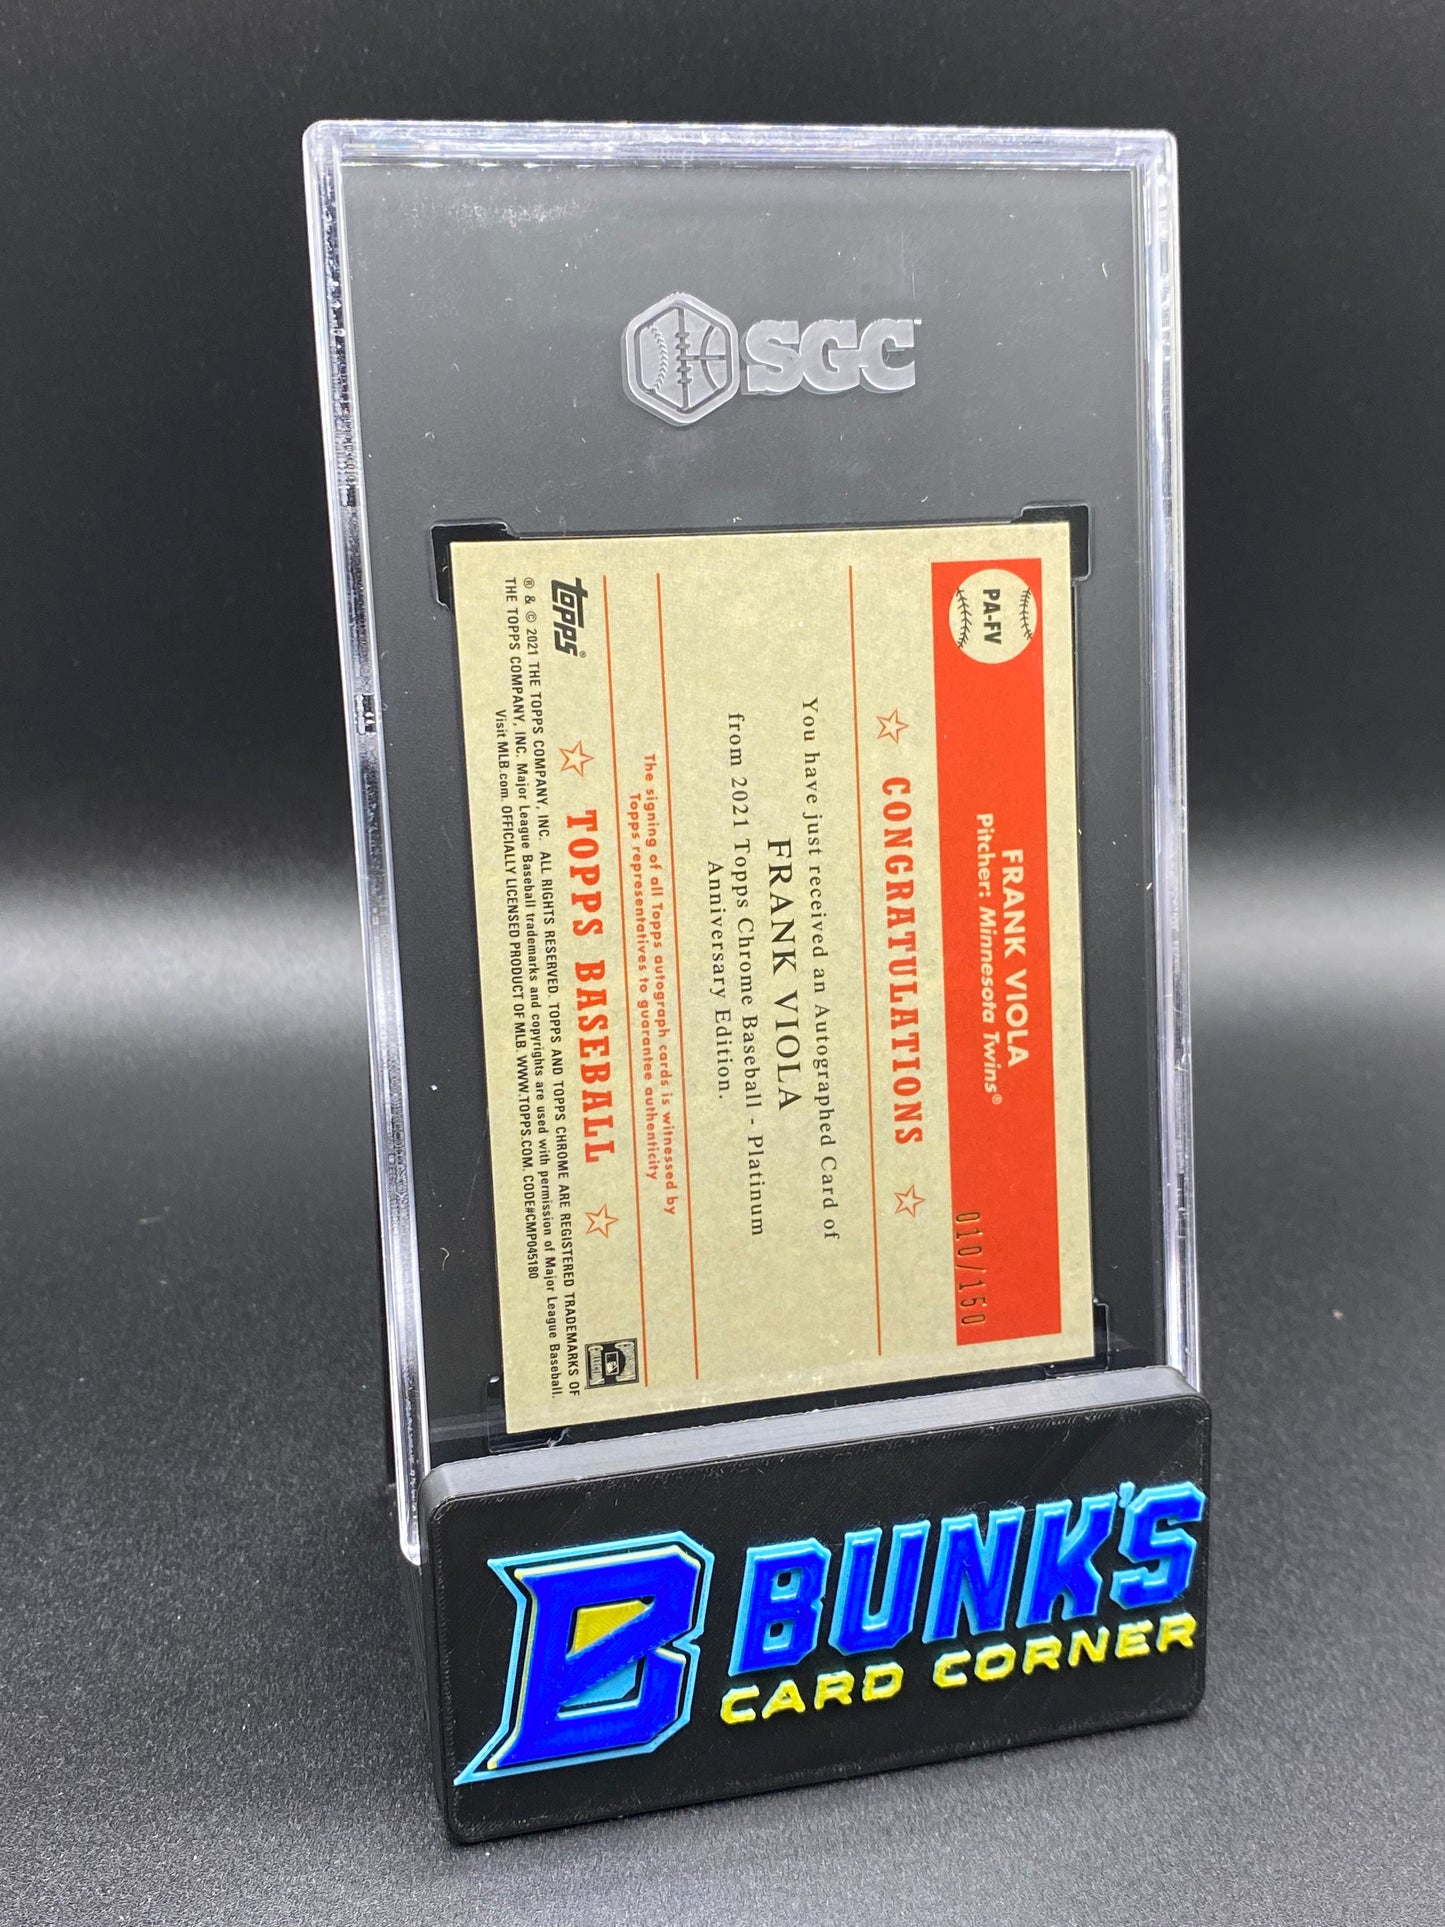 SGC™
PA-FV
FRANK VIOLA
Pitcher: Minnesota Twins®
010/150
CONGRATULATIONS
You have just received an Autographed Card of
FRANK VIOLA
from 2021 Topps Chrome Baseball - Platinum
Anniversary Edition.
The signing of all Topps autograph cards is witnessed by
Topps representatives to guarantee authenticity
TOPPS BASEBALL
topps®
® & © 2021 THE TOPPS COMPANY, INC. ALL RIGHTS RESERVED. TOPPS AND TOPPS CHROME ARE REGISTERED TRADEMARKS OF
THE TOPPS COMPANY, INC. Major League Baseball trademarks and copyrights are used with permission of Major League Baseball.
Visit MLB.com. OFFICIALLY LICENSED PRODUCT OF MLB. WWW.TOPPS.COM. CODE#CMP045180
COOPERSTOWN
COLLECTION
B
BUNK'S
CARD CORNER